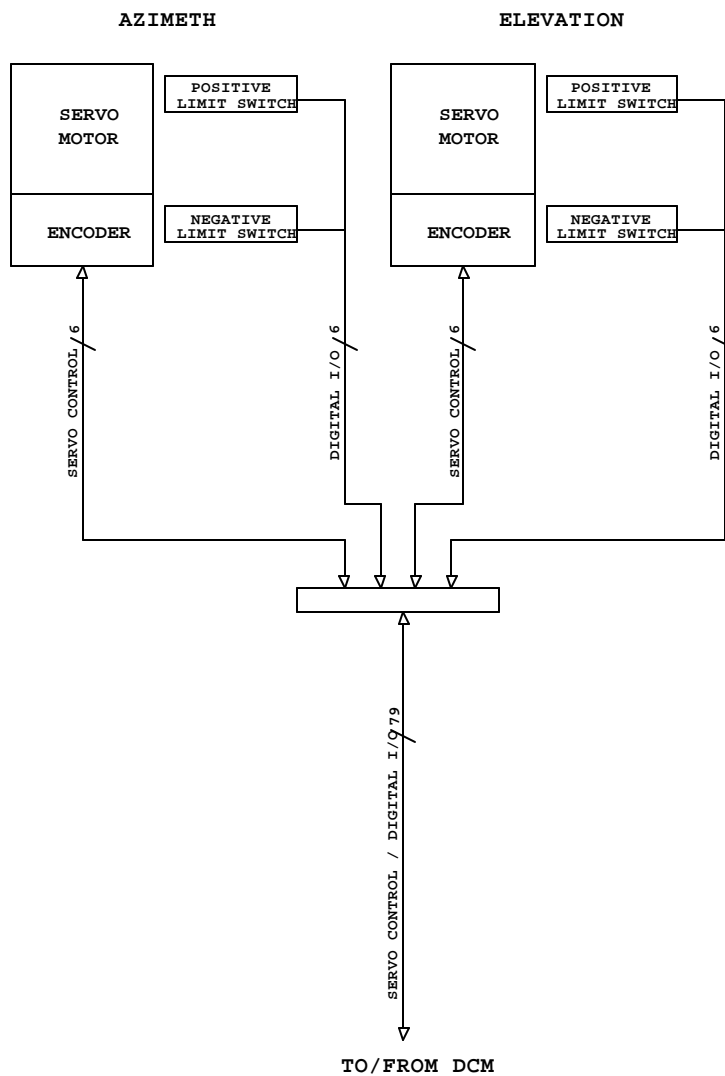 AZIMETH
ELEVATION
SERVO
MOTOR
ENCODER
POSITIVE
LIMIT SWITCH
NEGATIVE
LIMIT SWITCH
SERVO
MOTOR
ENCODER
POSITIVE
LIMIT SWITCH
NEGATIVE
LIMIT SWITCH
SERVO CONTROL 6
DIGITAL I/O 6
SERVO CONTROL 6
DIGITAL I/O 6
SERVO CONTROL / DIGITAL I/O 79
TO/FROM DCM